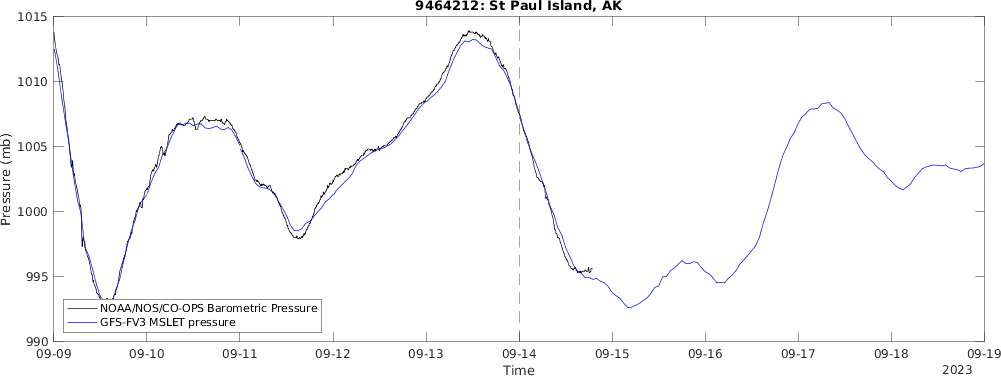 9464212: St Paul Island, AK
1015
1010
1005
1000
995
990
Pressure (mb)
NOAA/NOS/CO-OPS Barometric Pressure
GFS-FV3 MSLET pressure
09-09 09-10 09-11 09-12 09-13 09-14 09-15 09-16 09-17 09-18 09-19
Time
2023